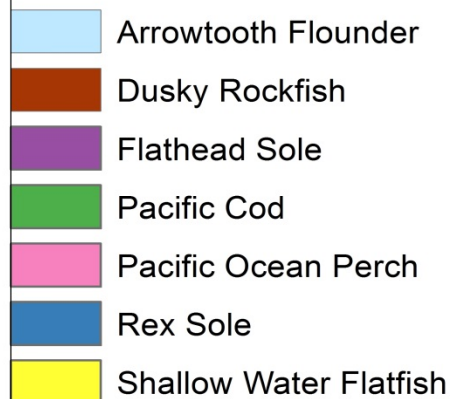 Arrowtooth Flounder
Dusky Rockfish
Flathead Sole
Pacific Cod
Pacific Ocean Perch
Rex Sole
Shallow Water Flatfish